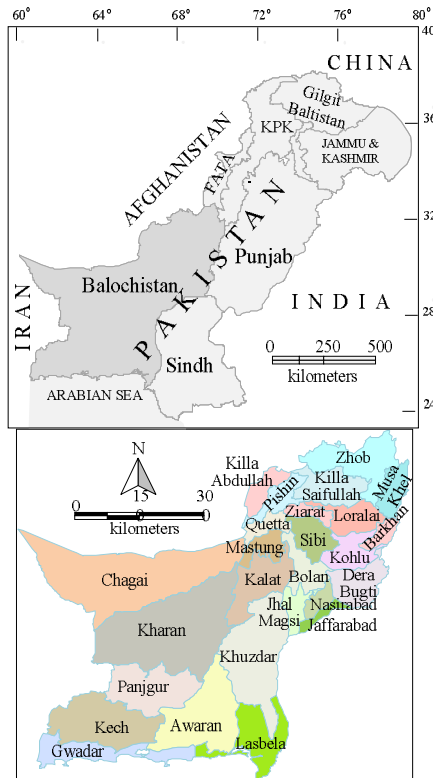 60° 64° 68° 72° 76° 80°
CHINA
Gilgit
Baltistan
36
KPK
JAMMU &
KASHMIR
AFGHANISTAN
FATA
32
PAKISTAN
Punjab
Balochistan
IRAN
INDIA
28
0 250 500
kilometers
Sindh
ARABIAN SEA
24
N
15
0 30
kilometers
Zhob
Killa
Abdullah
Pishin
Killa
Saifullah
Musa
Khel
Ziarat
Loralai
Barkhan
Quetta
Sibi
Mastung
Kohlu
Chagai
Kalat
Bolan
Dera
Bugti
Jhal
Magsi
Nasirabad
Jaffarabad
Kharan
Khuzdar
Panjgur
Kech
Awaran
Gwadar
Lasbela